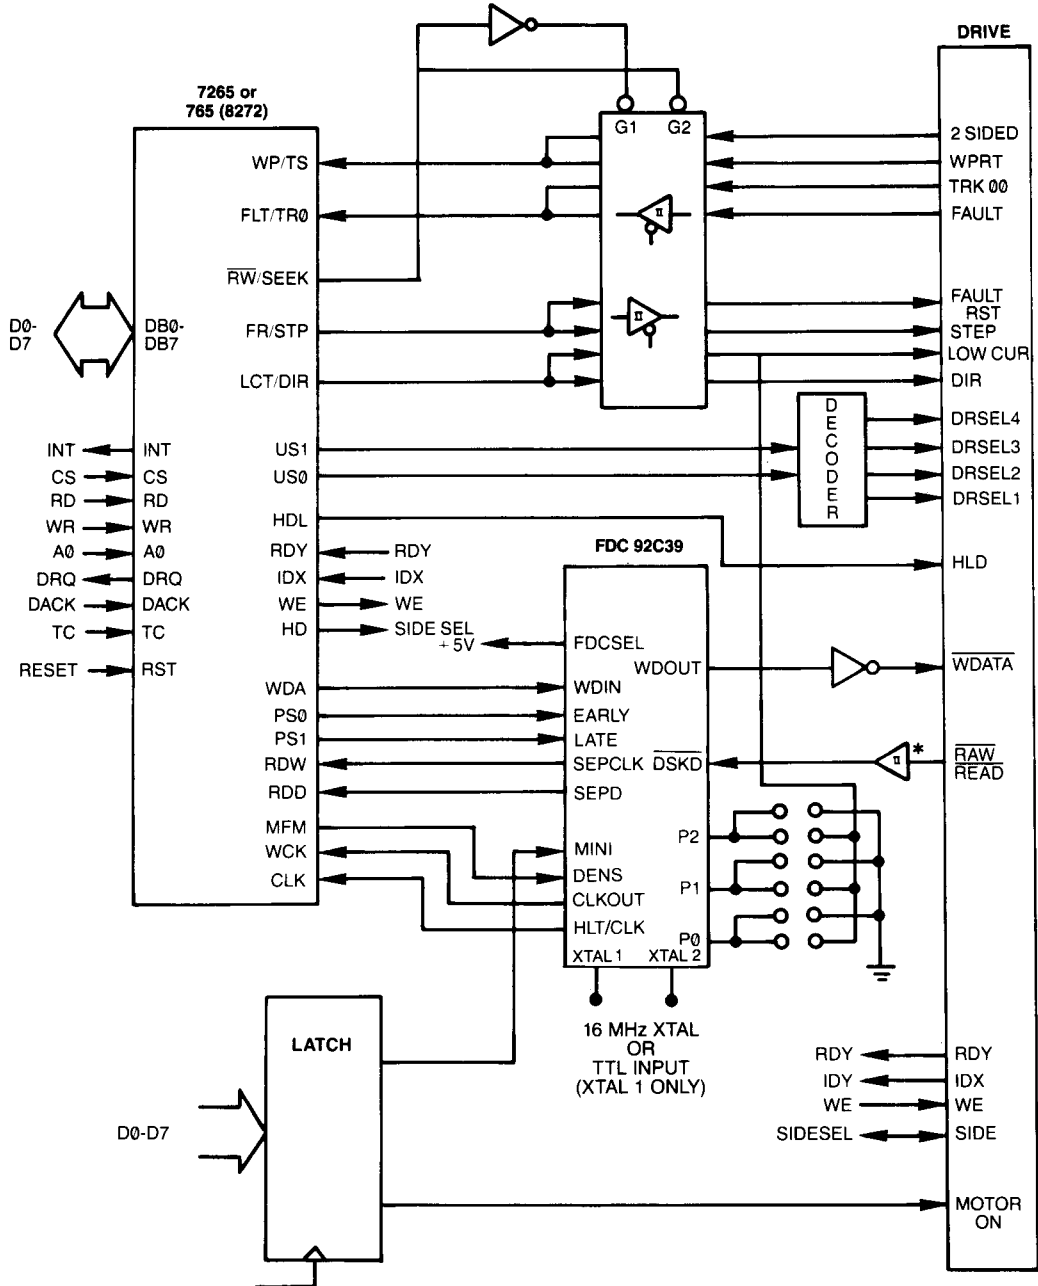 DRIVE
7265 or
765 (8272)
G1 G2
2 SIDED
WP/TS
WPRT
TRK 00
FLT/TR0
FAULT
RW/SEEK
FAULT
RST
D0-
D7
DB0-
DB7
FR/STP
STEP
LOW CUR
LCT/DIR
DIR
DECODER
DRSEL4
INT INT
US1
DRSEL3
CS CS
US0
DRSEL2
RD RD
DRSEL1
WR WR
HDL
A0 A0
RDY RDY
FDC 92C39
HLD
DRQ DRQ
IDX IDX
DACK DACK
WE WE
TC TC
HD SIDE SEL
+5V
FDCSEL
RESET RST
WDOUT
WDATA
WDA WDIN
PS0 EARLY
PS1 LATE
RDW SEPCLK DSKD
II *
RAW
READ
RDD SEPD
MFM
P2
WCK MINI
CLK DENS
P1
CLKOUT
HLT/CLK
P0
XTAL 1 XTAL 2
II
II
16 MHz XTAL
OR
TTL INPUT
(XTAL 1 ONLY)
LATCH
RDY RDY
IDY IDX
WE WE
D0-D7
SIDESEL SIDE
MOTOR
ON